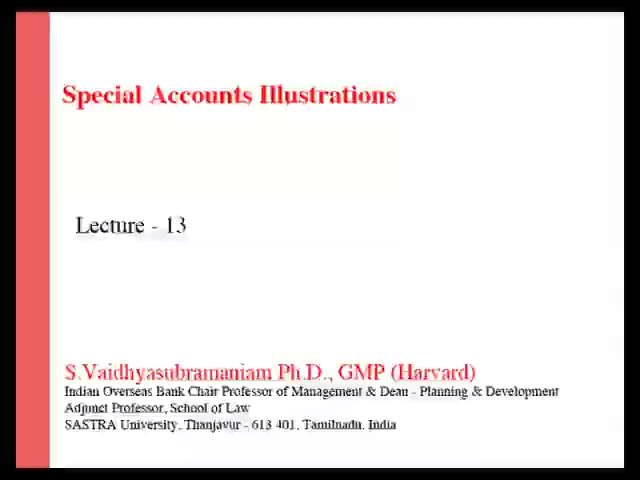 Special Accounts Illustrations
Lecture - 13
S.Vaidhyasubramaniam Ph.D., GMP (Harvard)
Indian Overseas Bank Chair Professor of Management & Dean - Planning & Development
Adjunct Professor, School of Law
SASTRA University, Thanjavur - 613 401, Tamilnadu, India